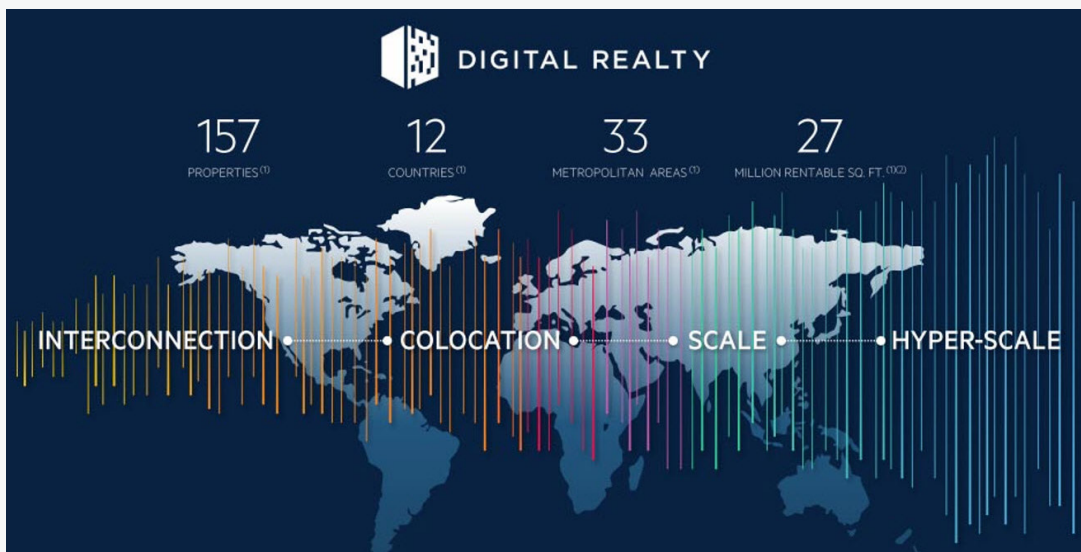 DIGITAL REALTY
157 12 33 27
PROPERTIES (1) COUNTRIES (1) METROPOLITAN AREAS (1) MILLION RENTABLE SQ. FT. (1)(2)
INTERCONNECTION COLOCATION SCALE HYPER-SCALE